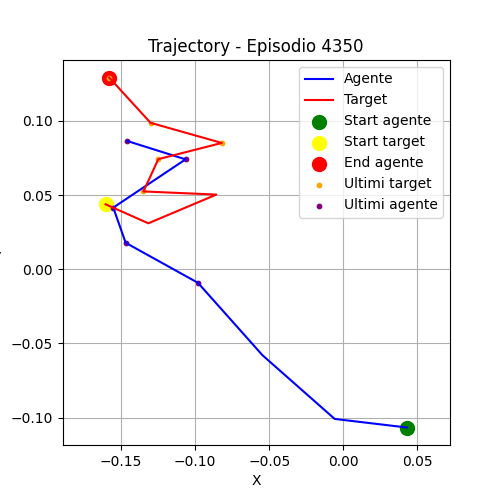 Trajectory - Episodio 4350
Agente
Target
Start agente
Start target
End agente
Ultimi target
Ultimi agente
0.10
0.05
0.00
−0.05
−0.10
−0.15
−0.10
−0.05
0.00
0.05
X